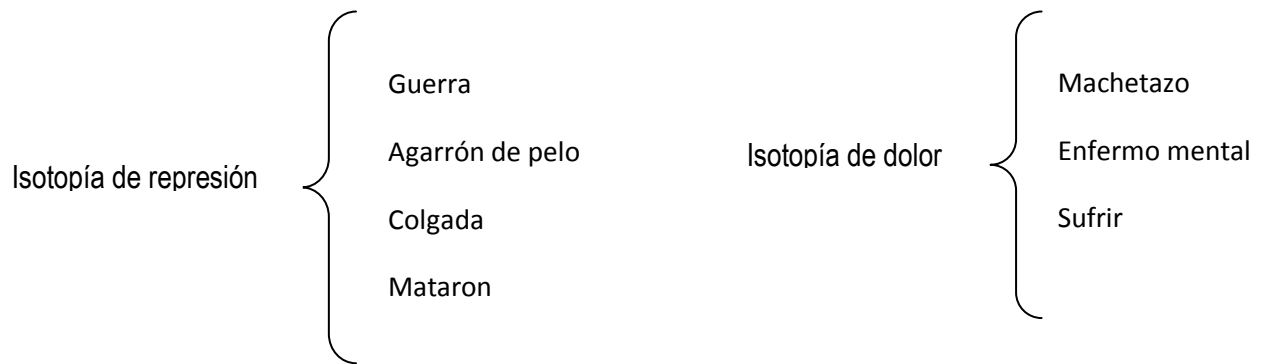 Isotopía de represión
Guerra
Agarrón de pelo
Colgada
Mataron
Isotopía de dolor
Machetazo
Enfermo mental
Sufrir